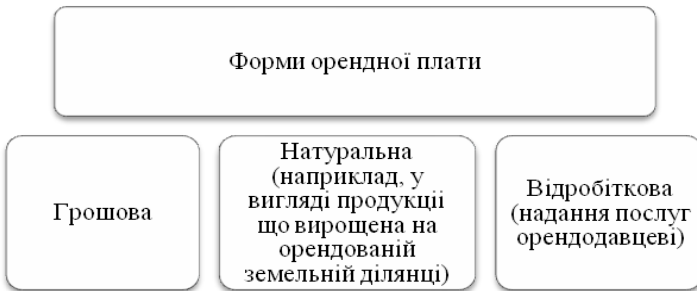 Форми орендної плати
Грошова
Натуральна
(наприклад, у
вигляді продукції
що вирощена на
орендованій
земельній ділянці)
Відробіткова
(надання послуг
орендодавцеві)